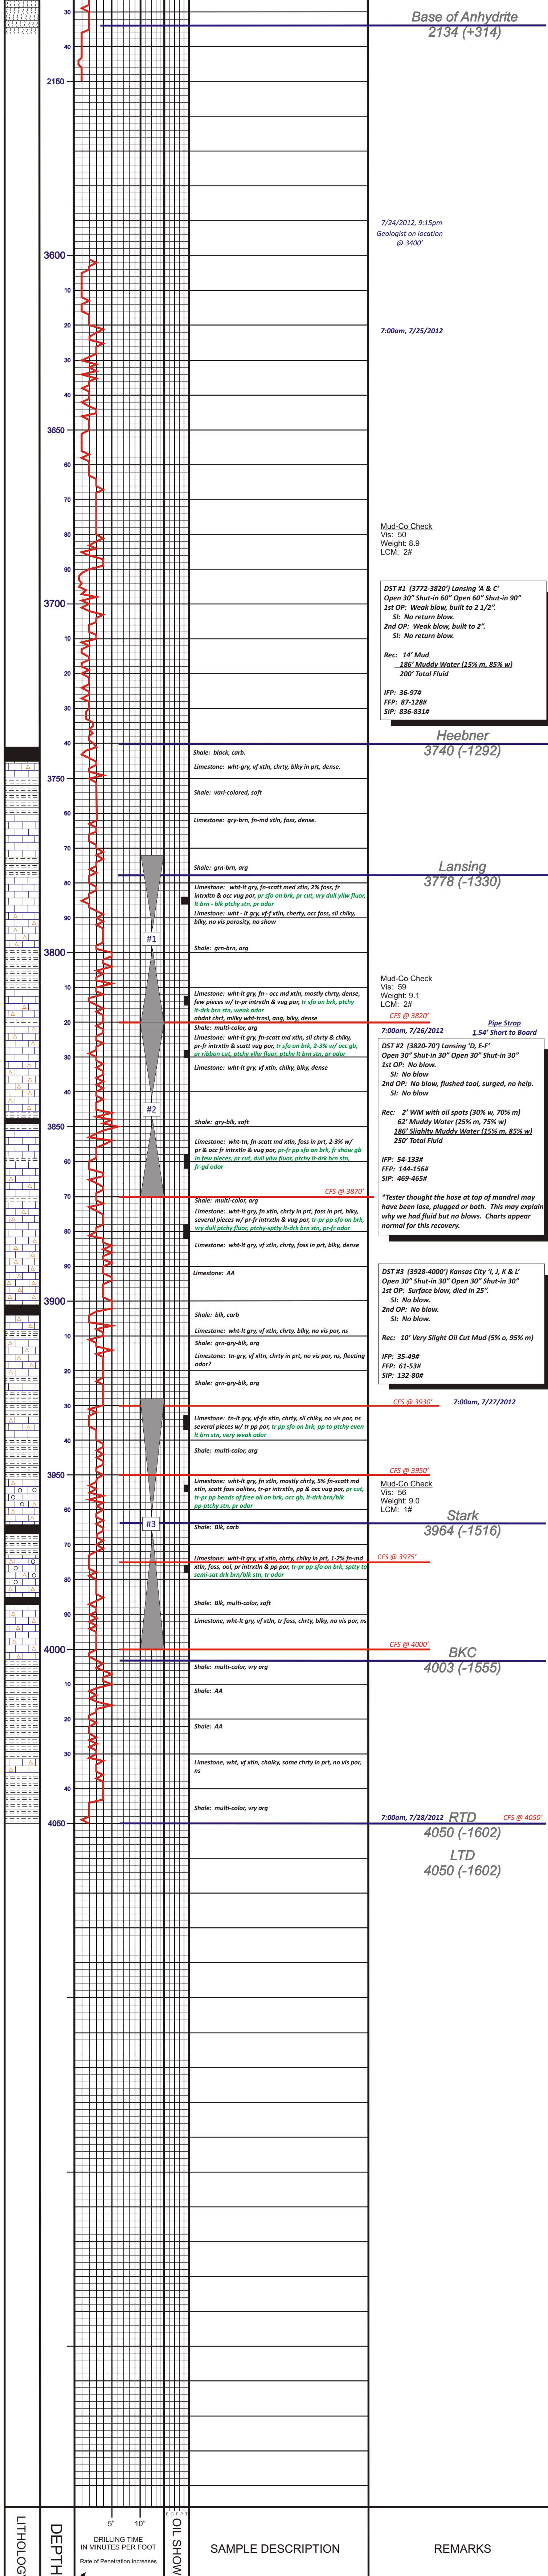 30
Base of Anhydrite
2134 (+314)
40
2150
7/24/2012, 9:15pm
Geologist on location
@ 3400'
3600
10
20
7:00am, 7/25/2012
30
40
3650
60
70
80
Mud-Co Check
Vis: 50
Weight: 8.9
LCM: 2#
90
DST #1 (3772-3820') Lansing 'A & C'
Open 30" Shut-in 60" Open 60" Shut-in 90"
1st OP: Weak blow, built to 2 1/2".
SI: No return blow.
2nd OP: Weak blow, built to 2".
SI: No return blow.
Rec: 14' Mud
186' Muddy Water (15% m, 85% w)
200' Total Fluid
IFP: 36-97#
FFP: 87-128#
SIP: 836-831#
3700
10
20
30
Heebner
3740 (-1292)
40
Shale: black, carb.
Limestone: wht-gry, vf xtln, chrty, blky in prt, dense.
3750
Shale: vari-colored, soft
60
Limestone: gry-brn, fn-md xtln, foss, dense.
70
Shale: grn-brn, arg
Lansing
3778 (-1330)
80
Limestone: wht-lt gry, fn-scatt med xtln, 2% foss, fr
intrxltn & occ vug por, pr sfo on brk, pr cut, vry dull yllw fluor,
lt brn - blk ptchy stn, pr odor
90
Limestone: wht - lt gry, vf-f xtln, cherty, occ foss, sli chlky,
blky, no vis porosity, no show
#1
Shale: grn-brn, arg
3800
Mud-Co Check
Vis: 59
Weight: 9.1
LCM: 2#
10
Limestone: wht-lt gry, fn - occ md xtln, mostly chrty, dense,
few pieces w/ tr-pr intrxtln & vug por, tr sfo on brk, ptchy
lt-drk brn stn, weak odor
abdnt chrt, milky wht-trnsl, ang, blky, dense
CFS @ 3820'
20
Shale: multi-color, arg
7:00am, 7/26/2012
Pipe Strap
1.54' Short to Board
Limestone: wht-lt gry, fn-scatt md xtln, sli chrty & chlky,
pr-fr intrxtln & scatt vug por, tr sfo on brk, 2-3% w/ occ gb,
pr ribbon cut, ptchy yllw fluor, ptchy lt brn stn, pr odor
30
Limestone: wht-lt gry, vf xtln, chlky, blky, dense
40
DST #2 (3820-70') Lansing 'D, E-F'
Open 30" Shut-in 30" Open 30" Shut-in 30"
1st OP: No blow.
SI: No blow
2nd OP: No blow, flushed tool, surged, no help.
SI: No blow
Rec: 2' WM with oil spots (30% w, 70% m)
62' Muddy Water (25% m, 75% w)
186' Slighlty Muddy Water (15% m, 85% w)
250' Total Fluid
IFP: 54-133#
FFP: 144-156#
SIP: 469-465#
*Tester thought the hose at top of mandrel may
have been lose, plugged or both. This may explain
why we had fluid but no blows. Charts appear
normal for this recovery.
#2
Shale: gry-blk, soft
3850
Limestone: wht-tn, fn-scatt md xtln, foss in prt, 2-3% w/
pr & occ fr intrxtln & vug por, pr-fr pp sfo on brk, fr show gb
in few pieces, pr cut, dull yllw fluor, ptchy lt-drk brn stn,
fr-gd odor
60
CFS @ 3870'
70
Shale: multi-color, arg
Limestone: wht-lt gry, fn xtln, chrty in prt, foss in prt, blky,
several pieces w/ pr-fr intrxtln & vug por, tr-pr pp sfo on brk,
vry dull ptchy fluor, ptchy-sptty lt-drk brn stn, pr-fr odor
80
Limestone: wht-lt gry, vf xtln, chrty, foss in prt, blky, dense
90
Limestone: AA
DST #3 (3928-4000') Kansas City 'I, J, K & L'
Open 30" Shut-in 30" Open 30" Shut-in 30"
1st OP: Surface blow, died in 25".
SI: No blow.
2nd OP: No blow.
SI: No blow.
Rec: 10' Very Slight Oil Cut Mud (5% o, 95% m)
IFP: 35-49#
FFP: 61-53#
SIP: 132-80#
3900
Shale: blk, carb
Limestone: wht-lt gry, vf xtln, chrty, blky, no vis por, ns
10
Shale: grn-gry-blk, arg
Limestone: tn-gry, vf xltn, chrty in prt, no vis por, ns, fleeting
odor?
20
Shale: grn-gry-blk, arg
CFS @ 3930'
7:00am, 7/27/2012
30
Limestone: tn-lt gry, vf-fn xtln, chrty, sli chlky, no vis por, ns
several pieces w/ tr pp por, tr pp sfo on brk, pp to ptchy even
lt brn stn, very weak odor
40
Shale: multi-color, arg
CFS @ 3950'
3950
Mud-Co Check
Vis: 56
Weight: 9.0
LCM: 1#
Limestone: wht-lt gry, fn xtln, mostly chrty, 5% fn-scatt md
xtln, scatt foss oolites, tr-pr intrxtln, pp & occ vug por, pr cut,
tr-pr pp beads of free oil on brk, occ gb, lt-drk brn/blk
pp-ptchy stn, pr odor
60
#3
Stark
3964 (-1516)
Shale: Blk, carb
70
CFS @ 3975'
Limestone: wht-lt gry, vf xtln, chrty, chlky in prt, 1-2% fn-md
xtln, foss, ool, pr intrxtln & pp por, tr-pr pp sfo on brk, sptty to
semi-sat drk brn/blk stn, tr odor
80
Shale: Blk, multi-color, soft
90
Limestone, wht-lt gry, vf xtln, tr foss, chrty, blky, no vis por, ns
CFS @ 4000'
4000
BKC
4003 (-1555)
Shale: multi-color, vry arg
10
Shale: AA
20
Shale: AA
30
Limestone, wht, vf xtln, chalky, some chrty in prt, no vis por,
ns
40
Shale: multi-color, vry arg
7:00am, 7/28/2012
RTD
CFS @ 4050'
4050
4050 (-1602)
LTD
4050 (-1602)
LITHOLOGY
DEPTH
5" 10"
DRILLING TIME
IN MINUTES PER FOOT
Rate of Penetration Increases
OIL SHOW
SAMPLE DESCRIPTION
REMARKS